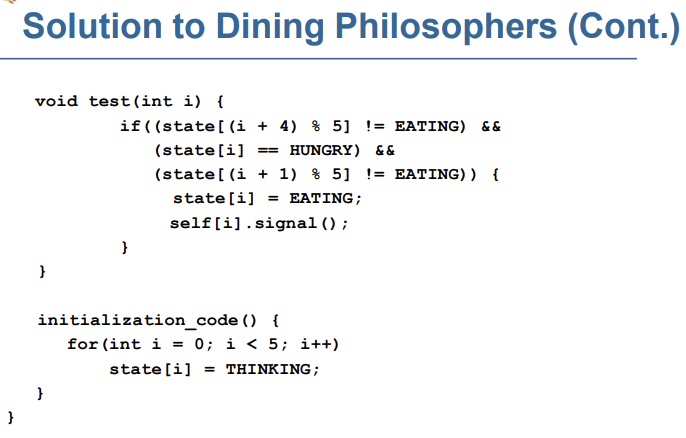 Solution to Dining Philosophers (Cont.)
void test(int i) {
if((state[(i + 4) % 5] != EATING) &&
(state[i] == HUNGRY) &&
(state[(i + 1) % 5] != EATING)) {
state[i] = EATING;
self[i].signal();
}
}
initialization_code() {
for(int i = 0; i < 5; i++)
state[i] = THINKING;
}
}